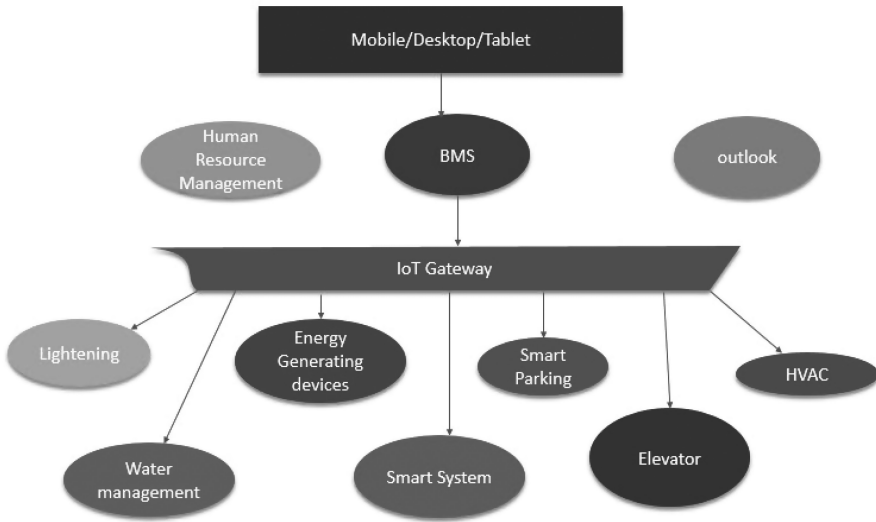 Mobile/Desktop/Tablet
Human
Resource
Management
BMS
outlook
IoT Gateway
Lightening
Energy
Generating
devices
Smart
Parking
HVAC
Water
management
Smart System
Elevator